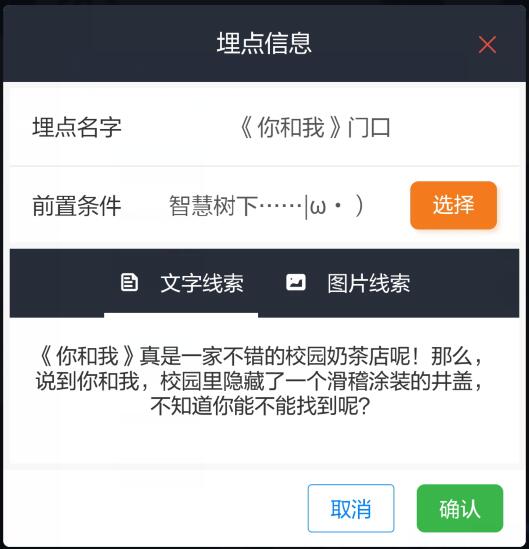 埋点信息
埋点名字 《你和我》门口
前置条件 智慧树下……|ω・） 选择
文字线索 图片线索
《你和我》真是一家不错的校园奶茶店呢！那么，
说到你和我，校园里隐藏了一个滑稽涂装的井盖，
不知道你能不能找到呢？
取消 确认